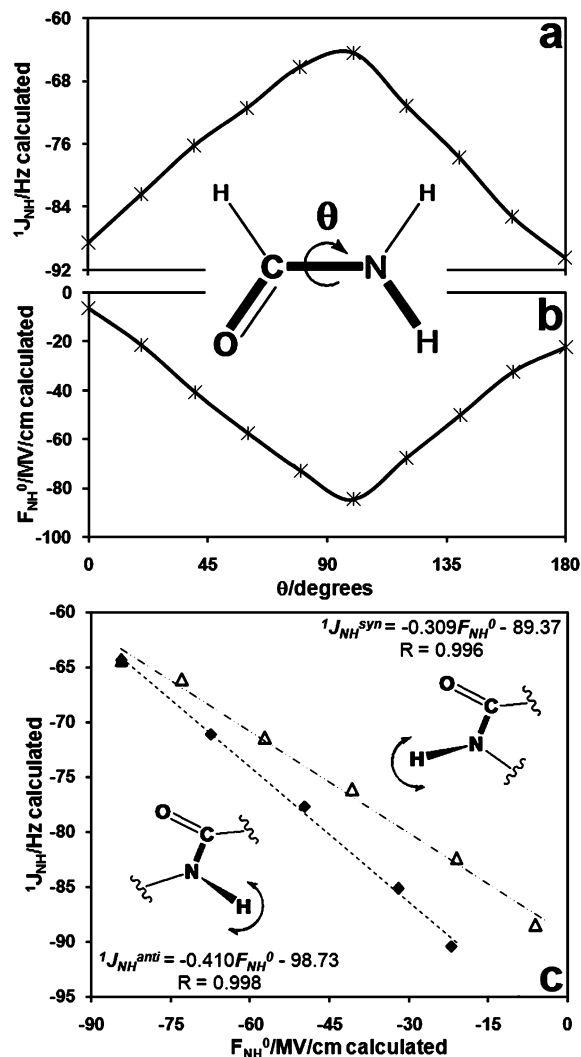 a
-60
-68
-76
-84
-92
¹J_NH/Hz calculated
H
H
θ
C
N
O
H
b
0
-20
-40
-60
-80
-100
F_NH⁰/MV/cm calculated
0 45 90 135 180
θ/degrees
-60
-65
-70
-75
-80
-85
-90
-95
¹J_NH/Hz calculated
¹J_NH^syn = -0.309F_NH⁰ - 89.37
R = 0.996
O
C
H
N
O
C
N
H
¹J_NH^anti = -0.410F_NH⁰ - 98.73
R = 0.998
c
-90 -75 -60 -45 -30 -15 0
F_NH⁰/MV/cm calculated